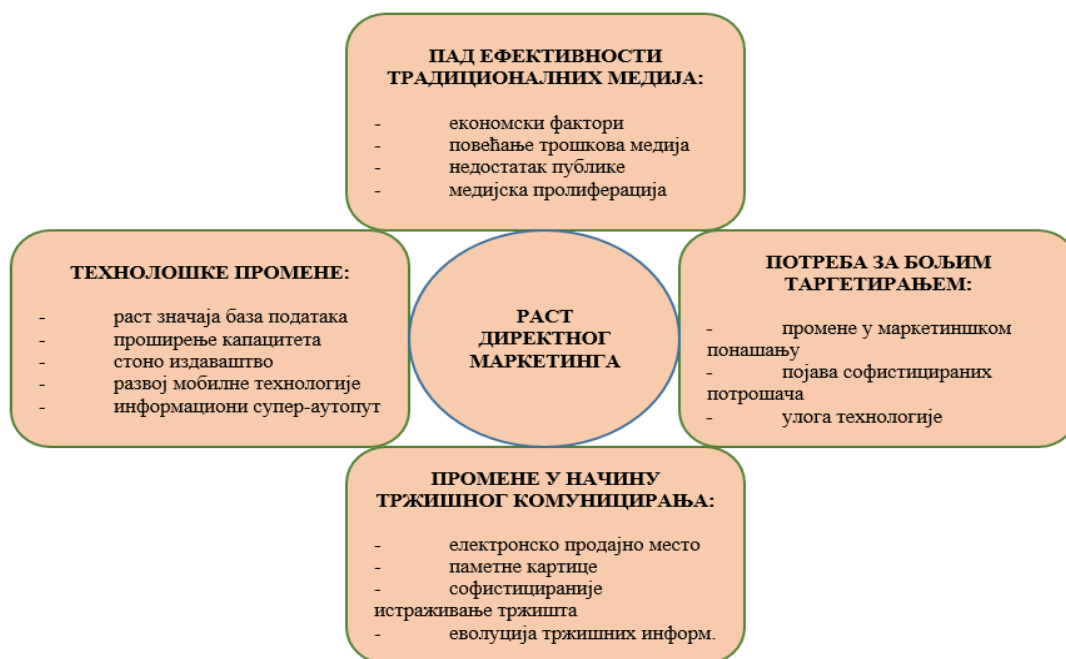 ПАД ЕФЕКТИВНОСТИ
ТРАДИЦИОНАЛНИХ МЕДИЈА:
- економски фактори
- повећање трошкова медија
- недостатак публике
- медијска пролиферација
ТЕХНОЛОШКЕ ПРОМЕНЕ:
- раст значаја база података
- проширење капацитета
- стоно издаваштво
- развој мобилне технологије
- информациони супер-аутопут
РАСТ
ДИРЕКТНОГ
МАРКЕТИНГА
ПОТРЕБА ЗА БОЉИМ
ТАРГЕТИРАЊЕМ:
- промене у маркетиншком
понашању
- појава софистицираних
потрошача
- улога технологије
ПРОМЕНЕ У НАЧИНУ
ТРЖИШНОГ КОМУНИЦИРАЊА:
- електронско продајно место
- паметне картице
- софистицираније
истраживање тржишта
- еволуција тржишних информ.